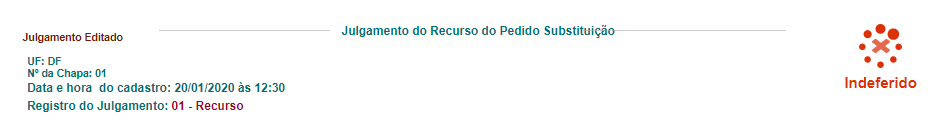 Julgamento do Recurso do Pedido Substituição
Julgamento Editado
UF: DF
Nº da Chapa: 01
Data e hora do cadastro: 20/01/2020 às 12:30
Registro do Julgamento: 01 - Recurso
Indeferido